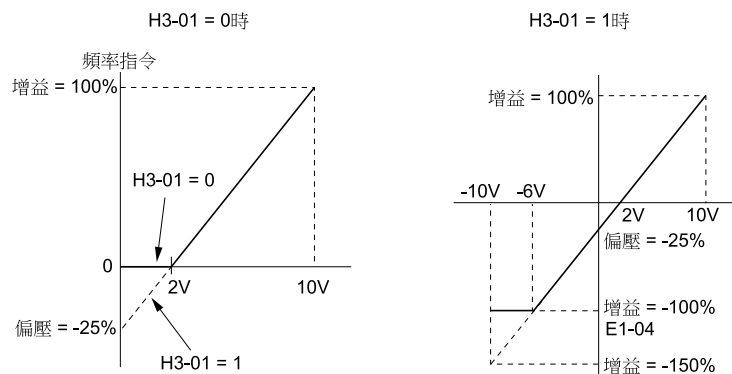 H3-01 = 0時
頻率指令
增益 = 100%
H3-01 = 0
0
2V
10V
偏壓 = -25%
H3-01 = 1
H3-01 = 1時
增益 = 100%
-10V
-6V
2V
10V
偏壓 = -25%
增益 = -100%
E1-04
增益 = -150%